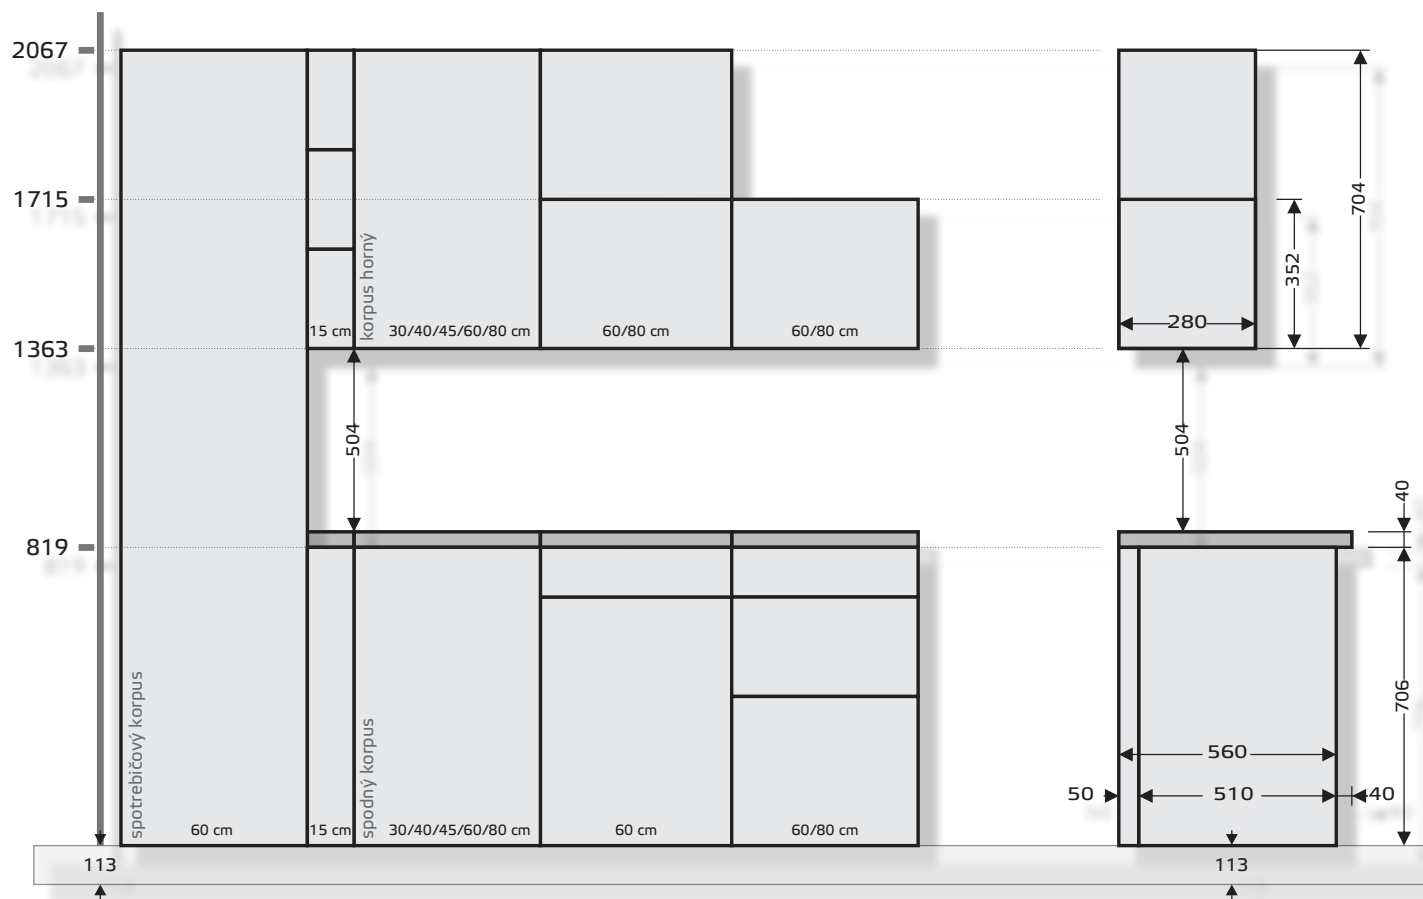 2067
1715
704
352
korpus horný
15 cm
30/40/45/60/80 cm
60/80 cm
60/80 cm
280
1363
504
504
40
819
706
spotrebičový korpus
spodný korpus
560
50
510
40
60 cm
15 cm
30/40/45/60/80 cm
60 cm
60/80 cm
113
113